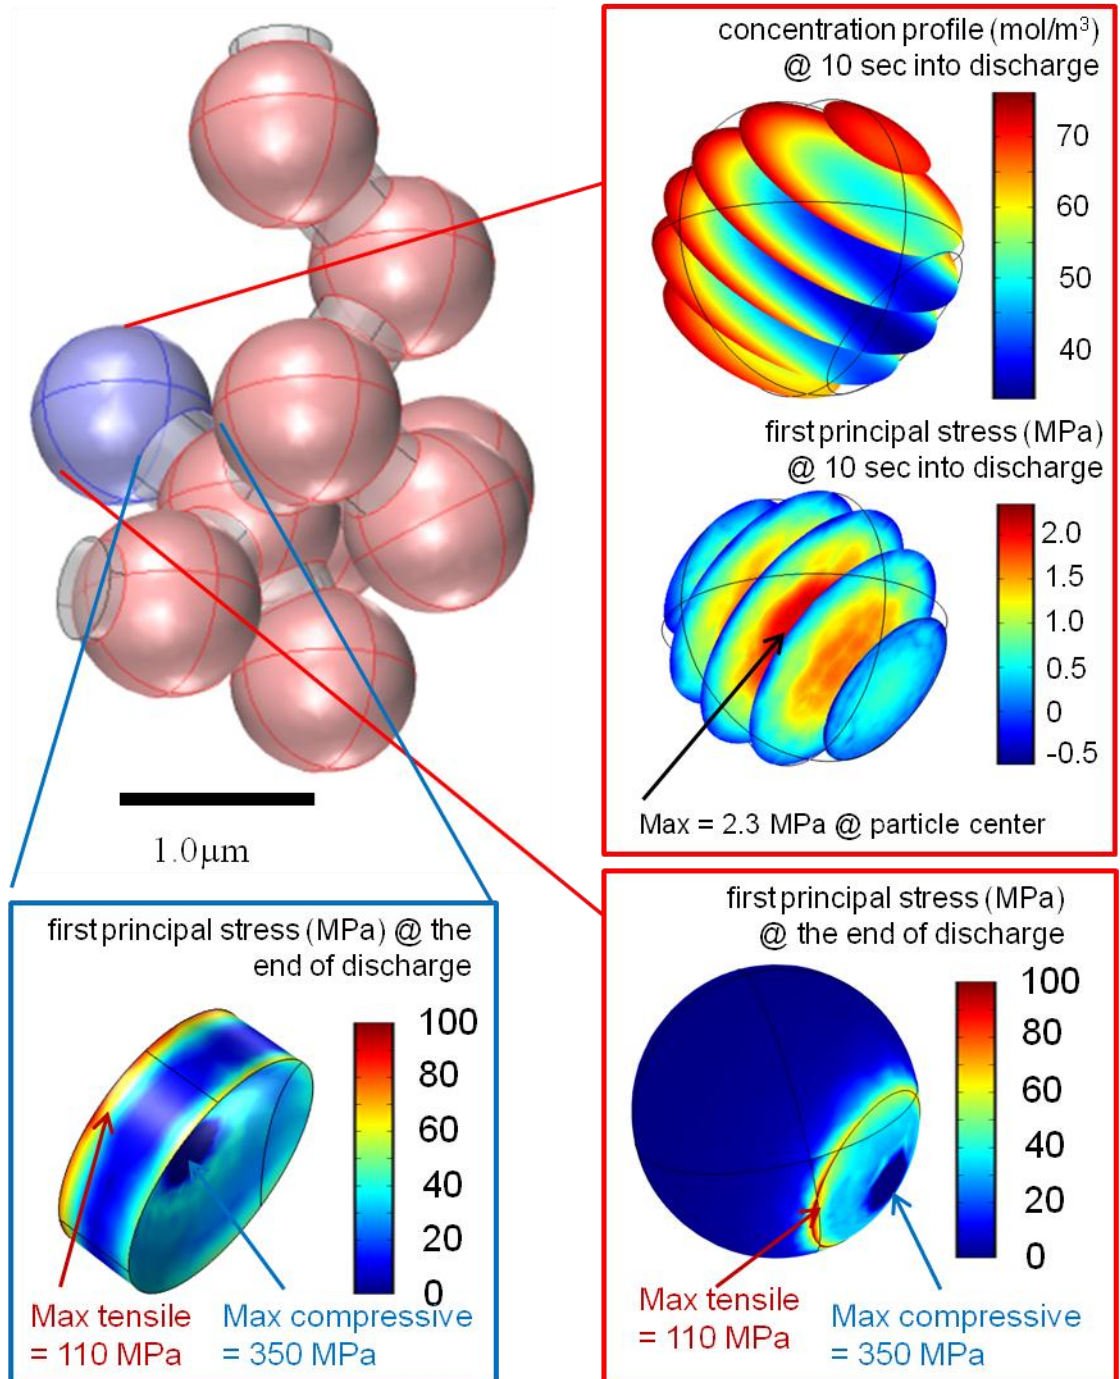 concentration profile (mol/m³)
@ 10 sec into discharge
70
60
50
40
first principal stress (MPa)
@ 10 sec into discharge
2.0
1.5
1.0
0.5
0
-0.5
Max = 2.3 MPa @ particle center
1.0μm
first principal stress (MPa) @ the
end of discharge
100
80
60
40
20
0
Max tensile
= 110 MPa
Max compressive
= 350 MPa
first principal stress (MPa)
@ the end of discharge
100
80
60
40
20
0
Max tensile
= 110 MPa
Max compressive
= 350 MPa